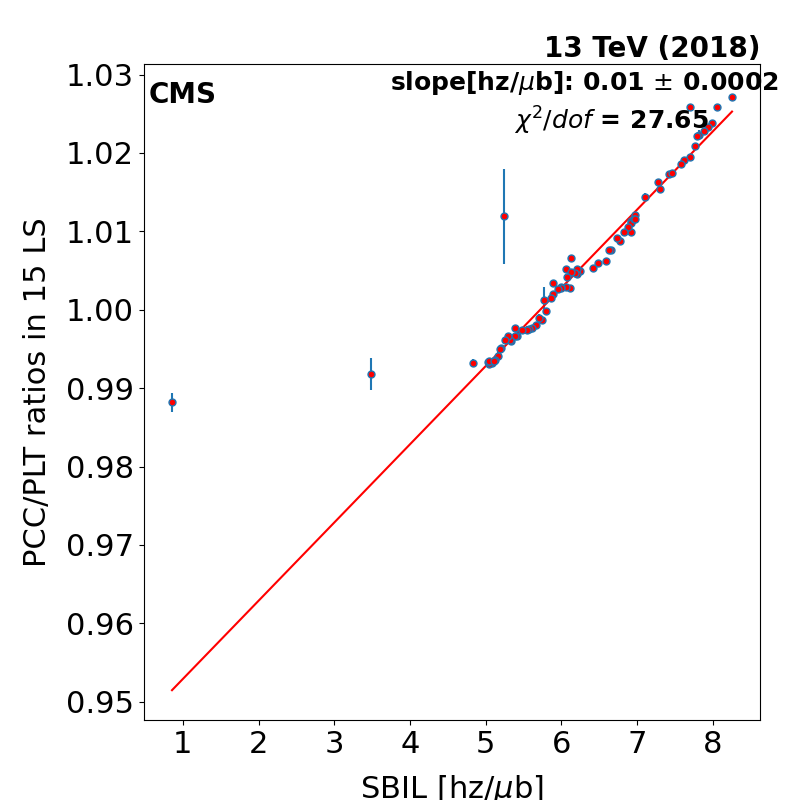 13 TeV (2018)
CMS
slope[hz/μb]: 0.01 ± 0.0002
χ²/dof = 27.65
PCC/PLT ratios in 15 LS
1.03
1.02
1.01
1.00
0.99
0.98
0.97
0.96
0.95
1 2 3 4 5 6 7 8
SBIL [hz/μb]